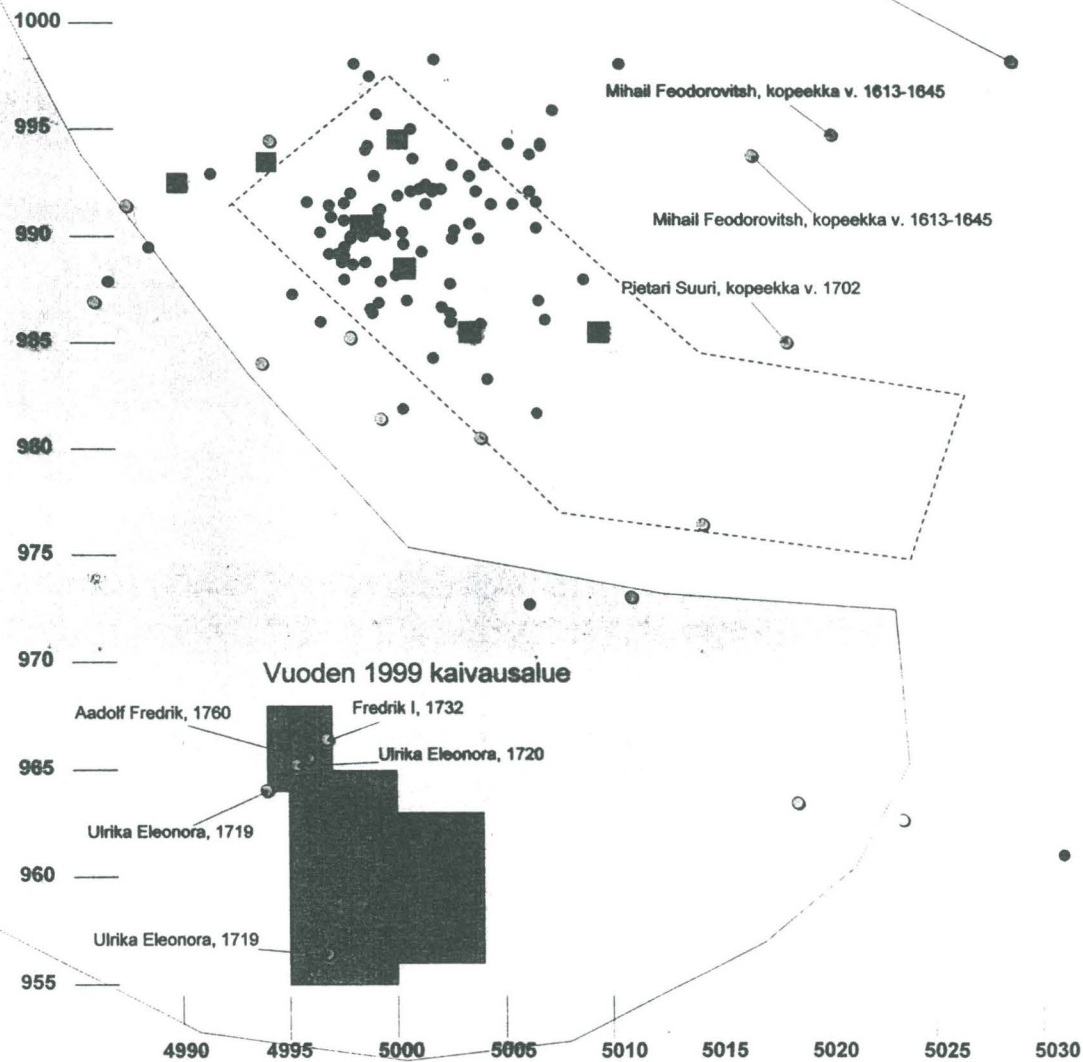 1000
Mihail Feodorovitsh, kopeekka v. 1613-1645
995
Mihail Feodorovitsh, kopeekka v. 1613-1645
990
Pietari Suuri, kopeekka v. 1702
985
980
975
970
Vuoden 1999 kaivausalue
Aadolf Fredrik, 1760
Fredrik I, 1732
Ulrika Eleonora, 1720
965
Ulrika Eleonora, 1719
960
Ulrika Eleonora, 1719
955
4990 4995 5000 5005 5010 5015 5020 5025 5030